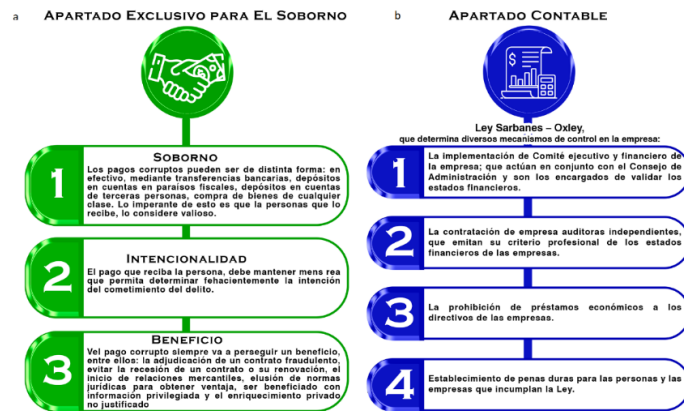 a APARTADO EXCLUSIVO PARA EL SOBORNO
1
SOBORNO
Los pagos corruptos pueden ser de distinta forma: en
efectivo, mediante transferencias bancarias, depósitos
en cuentas en paraísos fiscales, depósitos en cuentas
de terceras personas, compra de bienes de cualquier
clase. Lo imperante de esto es que la personas que lo
recibe, lo considere valioso.
2
INTENCIONALIDAD
El pago que reciba la persona, debe mantener mens rea
que permita determinar fehacientemente la intención
del cometimiento del delito.
3
BENEFICIO
Vel pago corrupto siempre va a perseguir un beneficio,
entre ellos: la adjudicación de un contrato fraudulento,
evitar la recesión de un contrato o su renovación, el
inicio de relaciones mercantiles, elusión de normas
jurídicas para obtener ventaja, ser beneficiado con
información privilegiada y el enriquecimiento privado
no justificado
b APARTADO CONTABLE
$
Ley Sarbanes – Oxley,
que determina diversos mecanismos de control en la empresa:
1
La implementación de Comité ejecutivo y financiero de
la empresa; que actúan en conjunto con el Consejo de
Administración y son los encargados de validar los
estados financieros.
2
La contratación de empresa auditoras independientes,
que emitan su criterio profesional de los estados
financieros de las empresas.
3
La prohibición de préstamos económicos a los
directivos de las empresas.
4
Establecimiento de penas duras para las personas y las
empresas que incumplan la Ley.